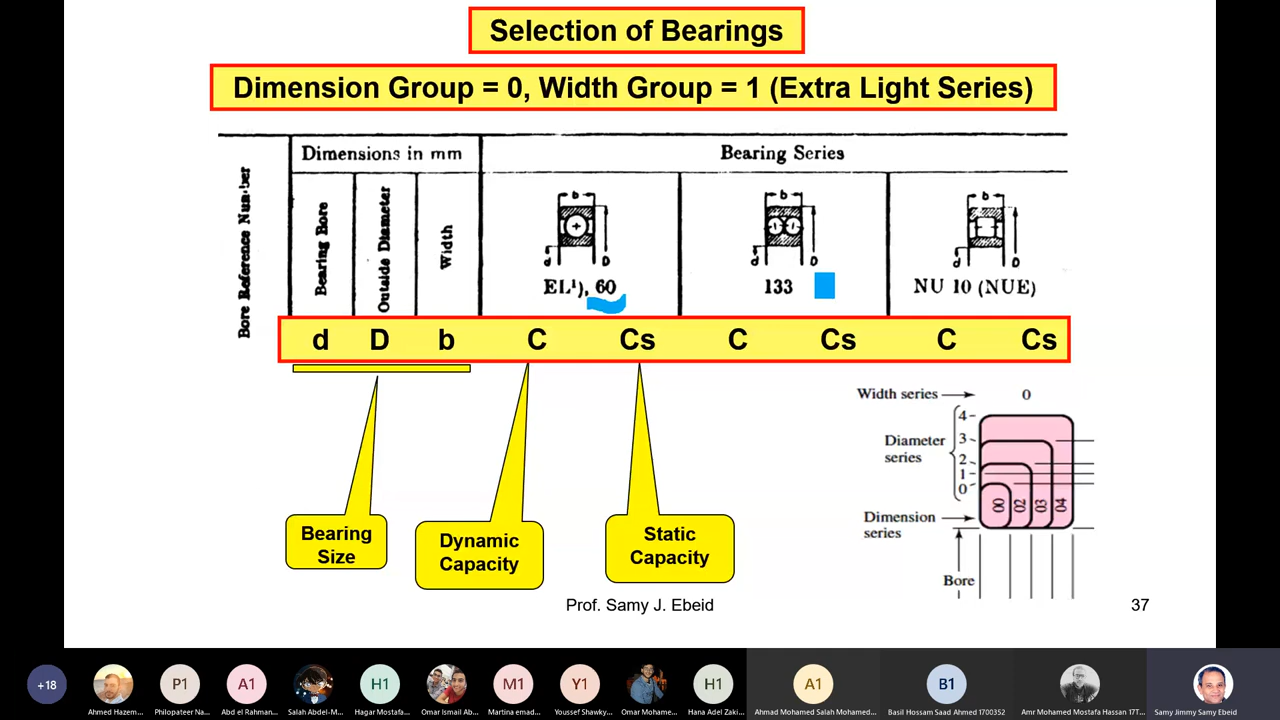 Selection of Bearings
Dimension Group = 0, Width Group = 1 (Extra Light Series)
Bore Reference Number
Dimensions in mm
Bearing Series
Bearing Bore
Outside Diameter
Width
b
d
D
EL¹), 60
b
d
D
133
b
d
D
NU 10 (NUE)
d D b C Cs C Cs C Cs
Bearing
Size
Dynamic
Capacity
Static
Capacity
Width series
0
Diameter
series
4
3
2
1
0
00
02
03
04
Dimension
series
Bore
Prof. Samy J. Ebeid
37
+18
P1
A1
H1
M1
Y1
H1
A1
B1
Ahmed Hazem...
Philopateer Na...
Abd el Rahman...
Salah Abdel-M...
Hagar Mostafa...
Omar Ismail Ab...
Martina emad...
Youssef Shawky...
Omar Mohame...
Hana Adel Zaki...
Ahmad Mohamed Salah Mohamed...
Basil Hossam Saad Ahmed 1700352
Amr Mohamed Mostafa Hassan 17T...
Samy Jimmy Samy Ebeid